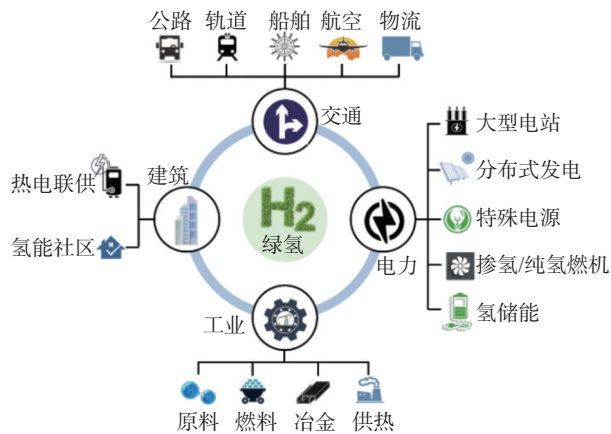 公路 轨道 船舶 航空 物流
交通
大型电站
分布式发电
特殊电源
掺氢/纯氢燃机
氢储能
电力
建筑
热电联供
氢能社区
H2
绿氢
工业
原料 燃料 冶金 供热